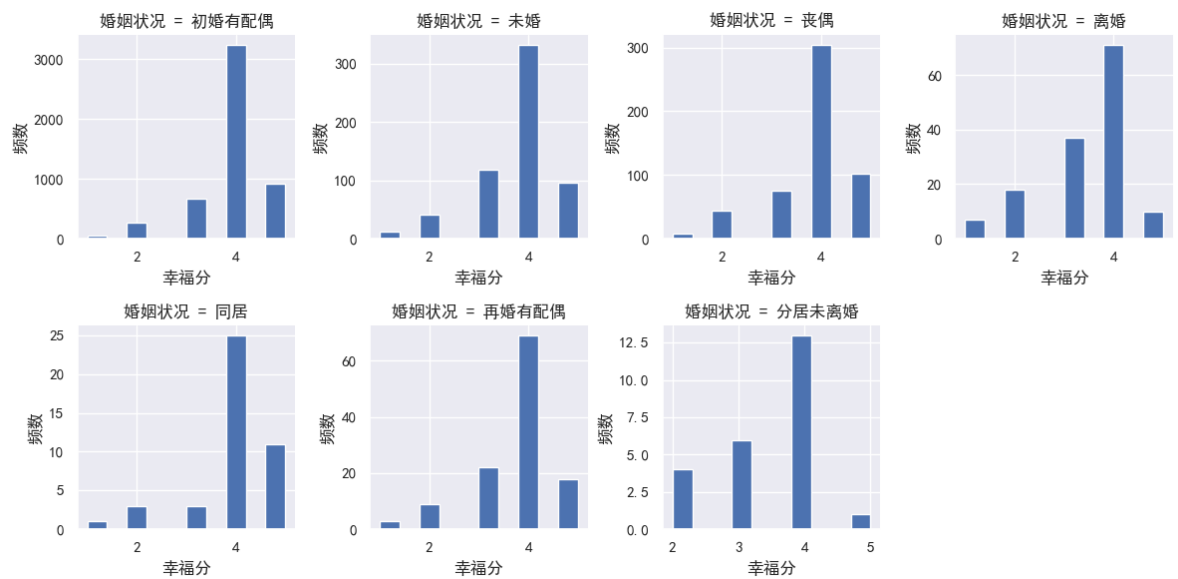 婚姻状况 = 初婚有配偶
3000
2000
1000
0
频数
2 4
幸福分
婚姻状况 = 未婚
300
200
100
0
频数
2 4
幸福分
婚姻状况 = 丧偶
300
200
100
0
频数
2 4
幸福分
婚姻状况 = 离婚
60
40
20
0
频数
2 4
幸福分
婚姻状况 = 同居
25
20
15
10
5
0
频数
2 4
幸福分
婚姻状况 = 再婚有配偶
60
40
20
0
频数
2 4
幸福分
婚姻状况 = 分居未离婚
12.5
10.0
7.5
5.0
2.5
0.0
频数
2 3 4 5
幸福分